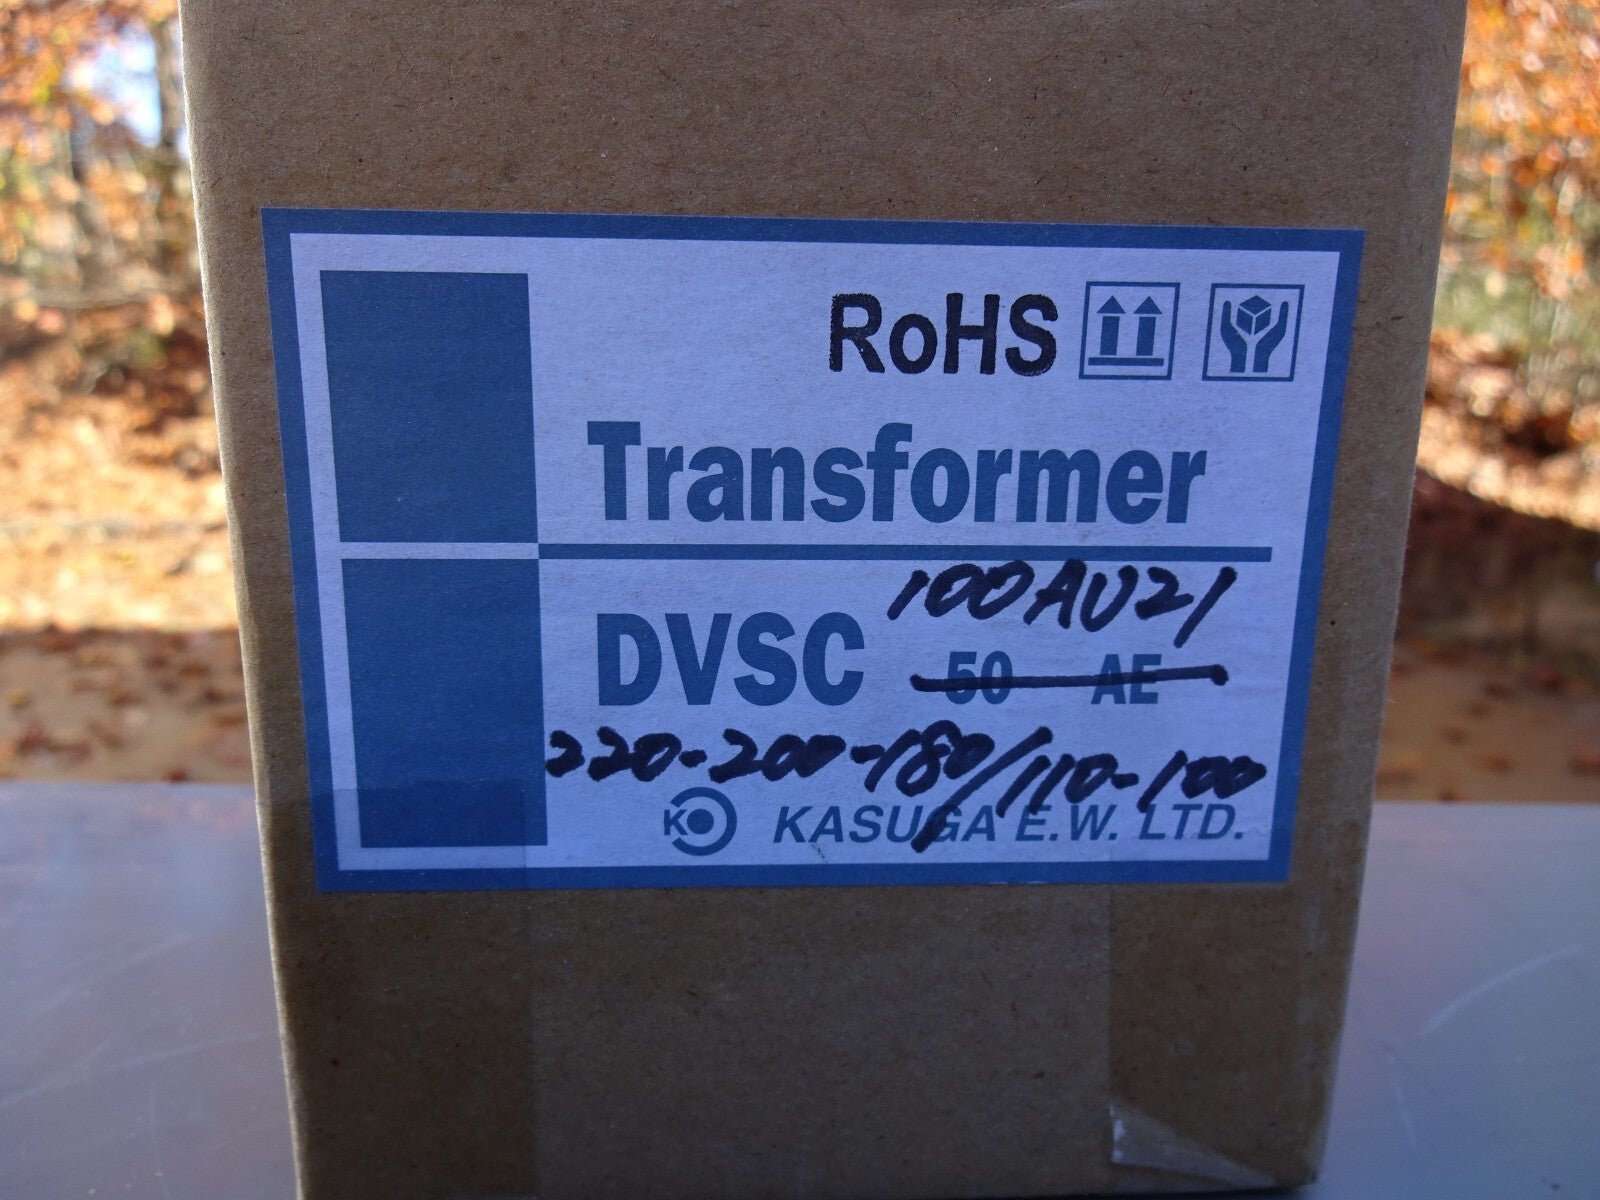 RoHS
Transformer
100AU21
DVSC 50 AE
220-200-180/110-100
K KASUGA E.W. LTD.